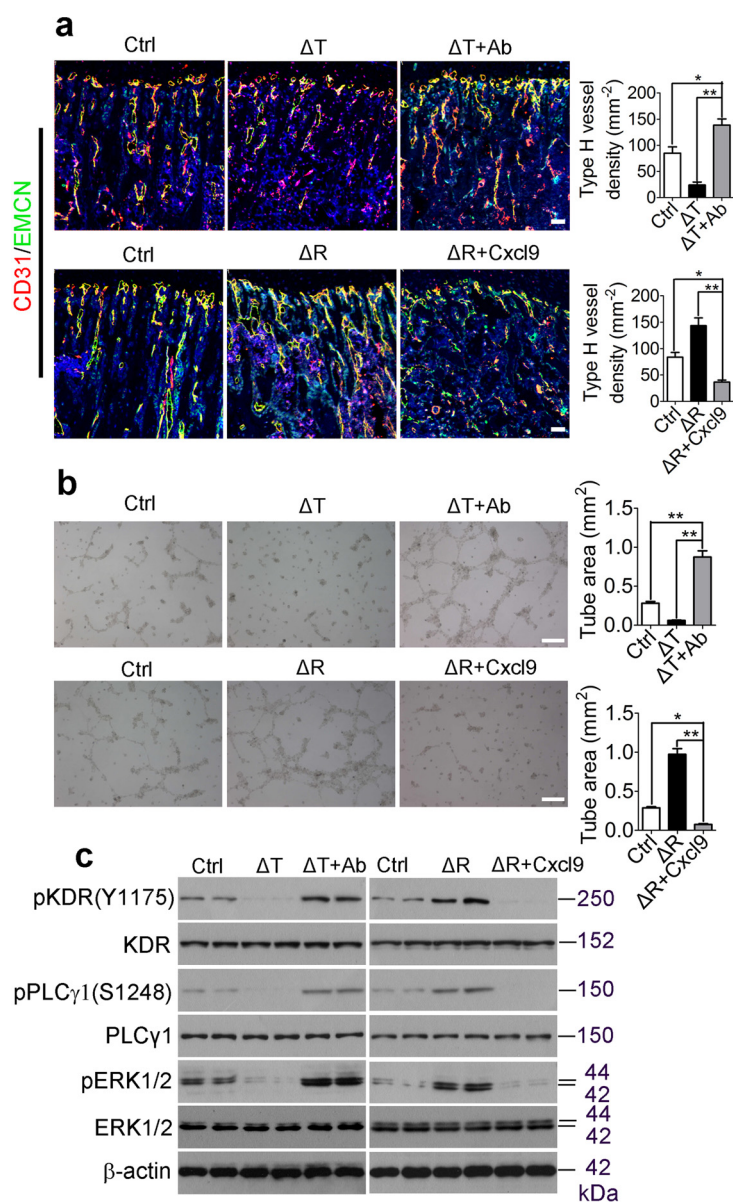 a
Ctrl ΔT ΔT+Ab
CD31/EMCN
Type H vessel
density (mm⁻²)
200
150
100
50
0
* **
Ctrl ΔT ΔT+Ab
Ctrl ΔR ΔR+Cxcl9
Type H vessel
density (mm⁻²)
200
150
100
50
0
* **
Ctrl ΔR ΔR+Cxcl9
b
Ctrl ΔT ΔT+Ab
Tube area (mm²)
1.5
1.0
0.5
0.0
** **
Ctrl ΔT ΔT+Ab
Ctrl ΔR ΔR+Cxcl9
Tube area (mm²)
1.5
1.0
0.5
0.0
* **
Ctrl ΔR ΔR+Cxcl9
c
Ctrl ΔT ΔT+Ab Ctrl ΔR ΔR+Cxcl9
pKDR(Y1175) 250
KDR 152
pPLCγ1(S1248) 150
PLCγ1 150
pERK1/2 44
42
ERK1/2 44
42
β-actin 42
kDa